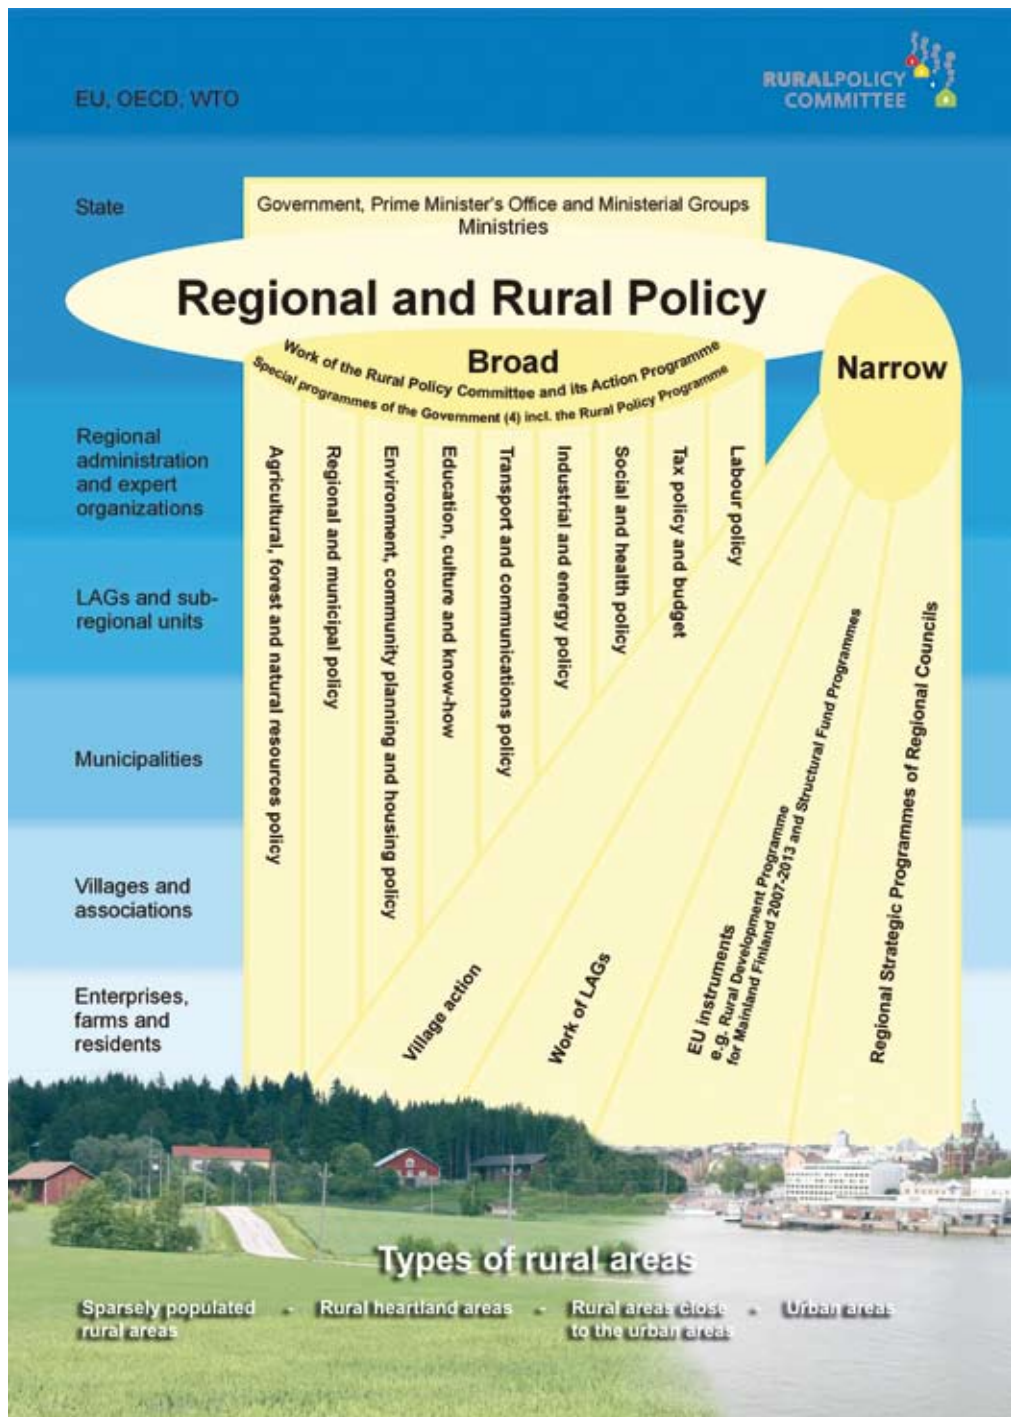 EU, OECD, WTO
RURALPOLICY
COMMITTEE
State
Government, Prime Minister's Office and Ministerial Groups
Ministries
Regional and Rural Policy
Broad
Work of the Rural Policy Committee and its Action Programme
Special programmes of the Government (4) incl. the Rural Policy Programme
Narrow
Regional
administration
and expert
organizations
LAGs and sub-
regional units
Municipalities
Villages and
associations
Enterprises,
farms and
residents
Agricultural, forest and natural resources policy
Regional and municipal policy
Environment, community planning and housing policy
Education, culture and know-how
Transport and communications policy
Industrial and energy policy
Social and health policy
Tax policy and budget
Labour policy
Village action
Work of LAGs
EU instruments
e.g. Rural Development Programme
for Mainland Finland 2007-2013 and Structural Fund Programmes
Regional Strategic Programmes of Regional Councils
Types of rural areas
Sparsely populated
rural areas
- Rural heartland areas
- Rural areas close
to the urban areas
- Urban areas